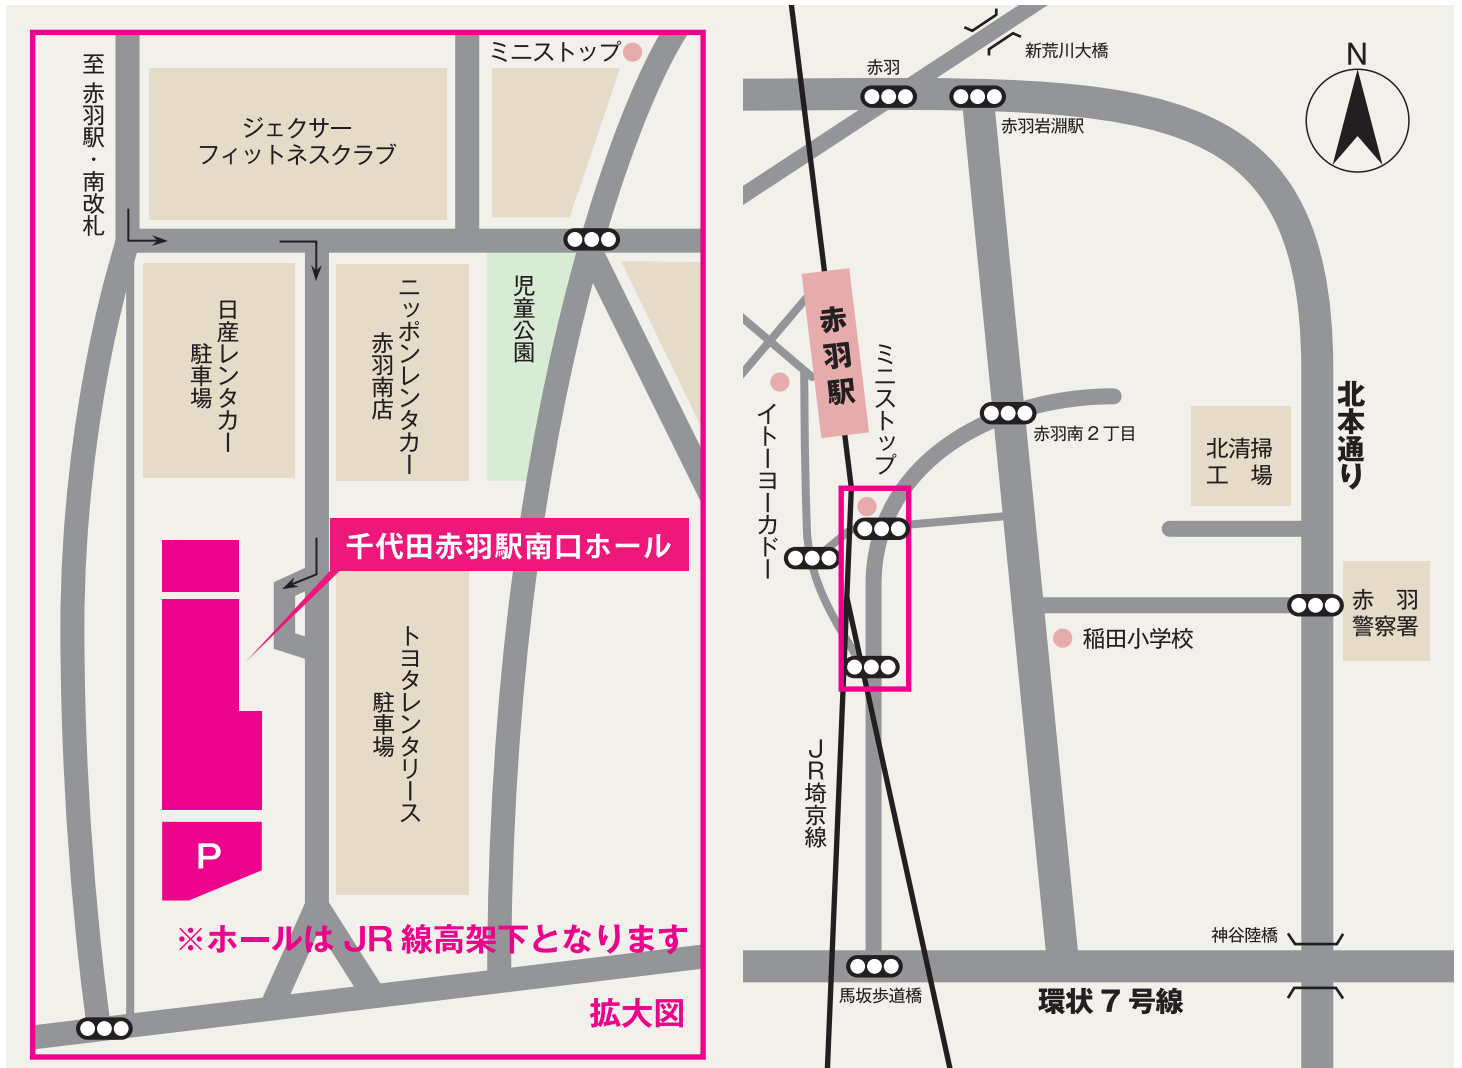 至 赤羽駅・南改札
ミニストップ
ジェクサー
フィットネスクラブ
日産レンタカー
駐車場
ニッポンレンタカー
赤羽南店
児童公園
千代田赤羽駅南口ホール
トヨタレンタリース
駐車場
P
※ホールは JR 線高架下となります
拡大図
新荒川大橋
赤羽
赤羽岩淵駅
N
赤羽駅
ミニストップ
イトーヨーカドー
赤羽南2丁目
北本通り
北清掃
工 場
赤 羽
警察署
稲田小学校
JR埼京線
神谷陸橋
馬坂歩道橋
環状7号線